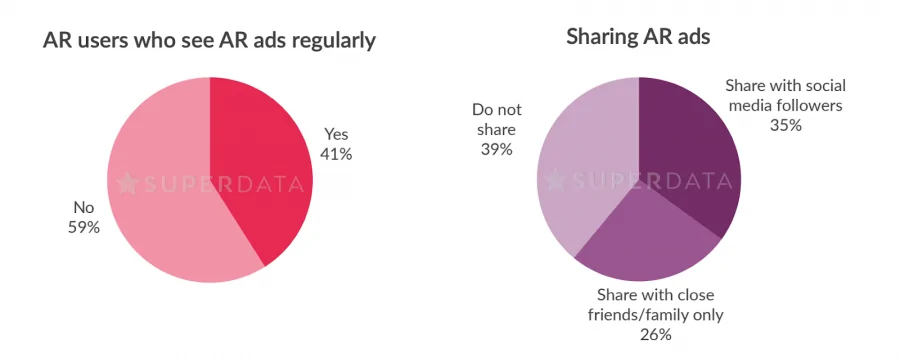 AR users who see AR ads regularly
Yes
41%
No
59%
SUPERDATA
Sharing AR ads
Share with social
media followers
35%
Do not
share
39%
SUPERDATA
Share with close
friends/family only
26%